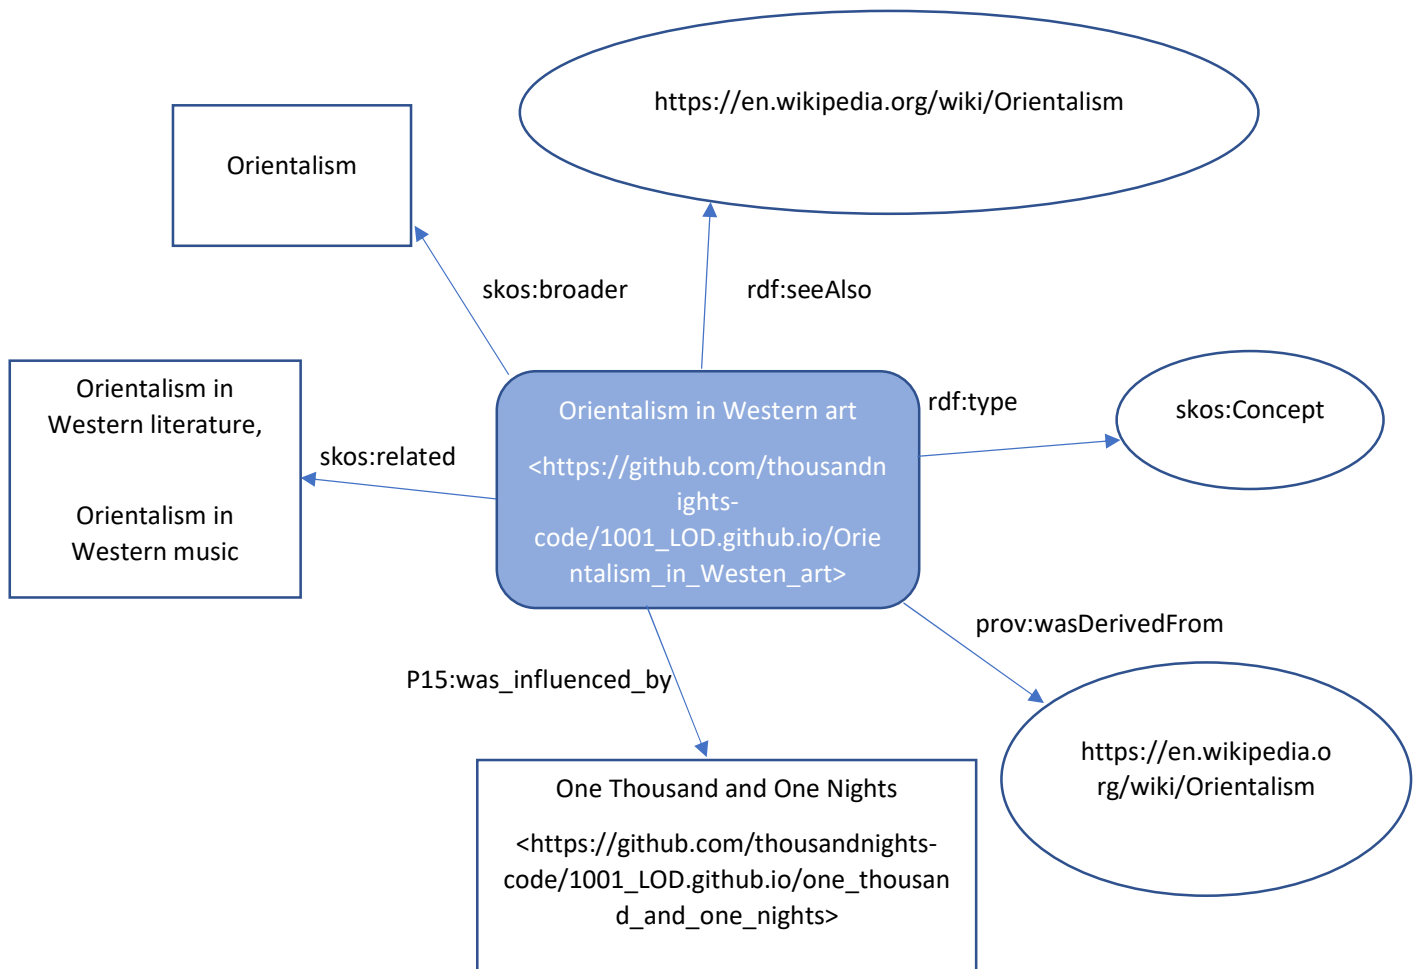 https://en.wikipedia.org/wiki/Orientalism
Orientalism
skos:broader
rdf:seeAlso
Orientalism in
Western literature,
Orientalism in
Western music
skos:related
Orientalism in Western art
<https://github.com/thousandn
ights-
code/1001_LOD.github.io/Orie
ntalism_in_Westen_art>
rdf:type
skos:Concept
prov:wasDerivedFrom
https://en.wikipedia.o
rg/wiki/Orientalism
P15:was_influenced_by
One Thousand and One Nights
<https://github.com/thousandnights-
code/1001_LOD.github.io/one_thousan
d_and_one_nights>